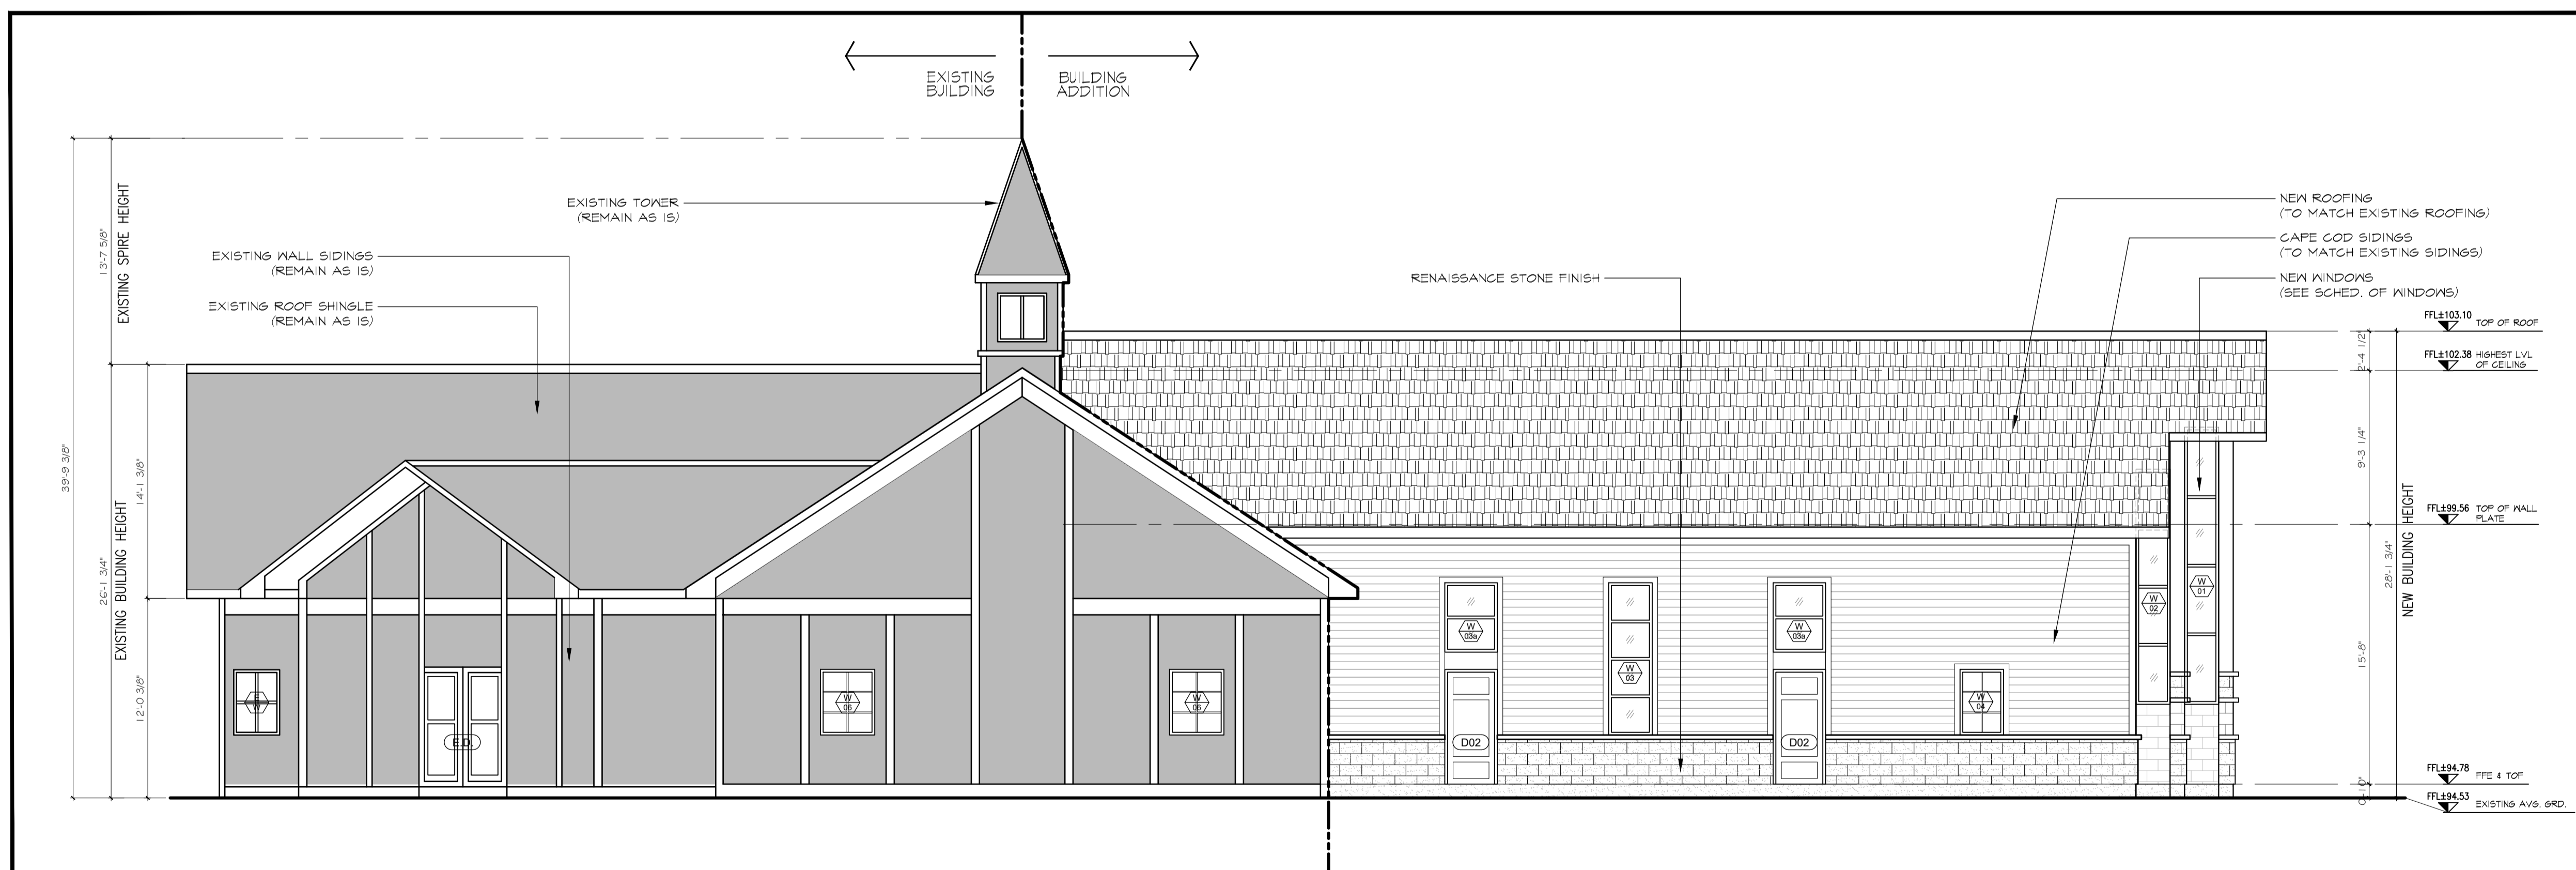 EXISTING
BUILDING
BUILDING
ADDITION
EXISTING TOWER
(REMAIN AS IS)
EXISTING WALL SIDINGS
(REMAIN AS IS)
EXISTING ROOF SHINGLE
(REMAIN AS IS)
RENAISSANCE STONE FINISH
NEW ROOFING
(TO MATCH EXISTING ROOFING)
CAPE COD SIDINGS
(TO MATCH EXISTING SIDINGS)
NEW WINDOWS
(SEE SCHED. OF WINDOWS)
39'-9 3/8"
13'-7 5/8"
EXISTING SPIRE HEIGHT
26'-1 3/4"
EXISTING BUILDING HEIGHT
14'-1 3/8"
12'-0 3/8"
E.D.
W
06
W
06
W
03a
D02
W
03
W
03a
D02
W
04
W
02
W
01
2'-4 1/2"
9'-3 1/4"
15'-8"
0'-10"
28'-1 3/4"
NEW BUILDING HEIGHT
FFL±103.10
TOP OF ROOF
FFL±102.38 HIGHEST LVL
OF CEILING
FFL±99.56 TOP OF WALL
PLATE
FFL±94.78
FFE & TOF
FFL±94.53
EXISTING AVG. GRD.